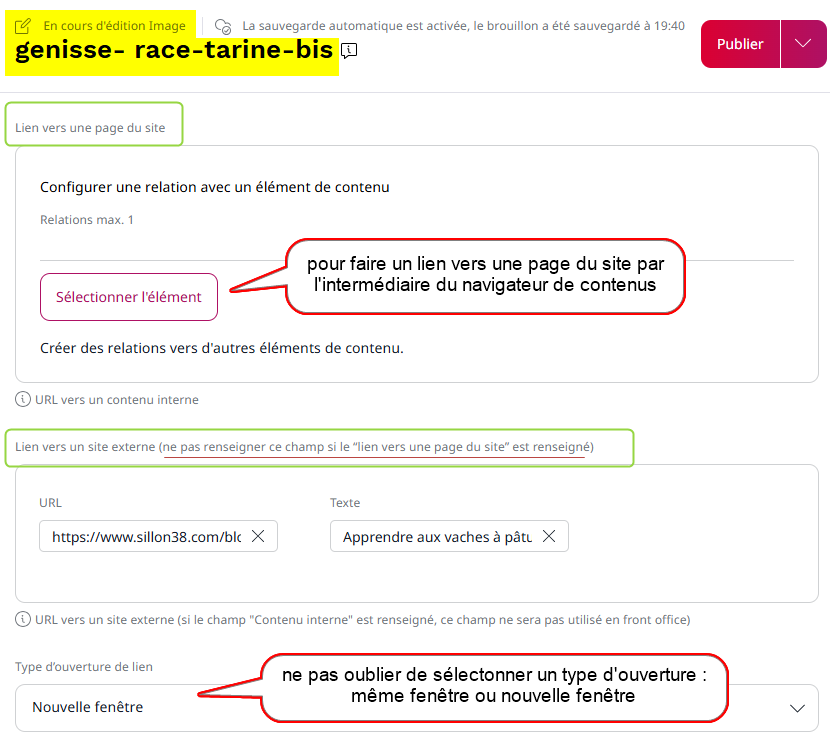 En cours d'édition Image
La sauvegarde automatique est activée, le brouillon a été sauvegardé à 19:40
genisse- race-tarine-bis
Publier
Lien vers une page du site
Configurer une relation avec un élément de contenu
Relations max. 1
pour faire un lien vers une page du site par
l'intermédiaire du navigateur de contenus
Sélectionner l'élément
Créer des relations vers d'autres éléments de contenu.
URL vers un contenu interne
Lien vers un site externe (ne pas renseigner ce champ si le “lien vers une page du site” est renseigné)
URL
Texte
https://www.sillon38.com/blo
Apprendre aux vaches à pâtu
URL vers un site externe (si le champ "Contenu interne" est renseigné, ce champ ne sera pas utilisé en front office)
Type d’ouverture de lien
ne pas oublier de sélectonner un type d'ouverture :
même fenêtre ou nouvelle fenêtre
Nouvelle fenêtre